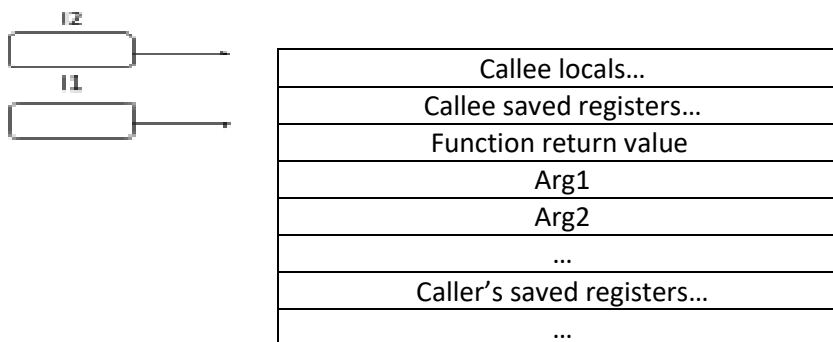 I2
I1
Callee locals…
Callee saved registers…
Function return value
Arg1
Arg2
…
Caller’s saved registers…
…